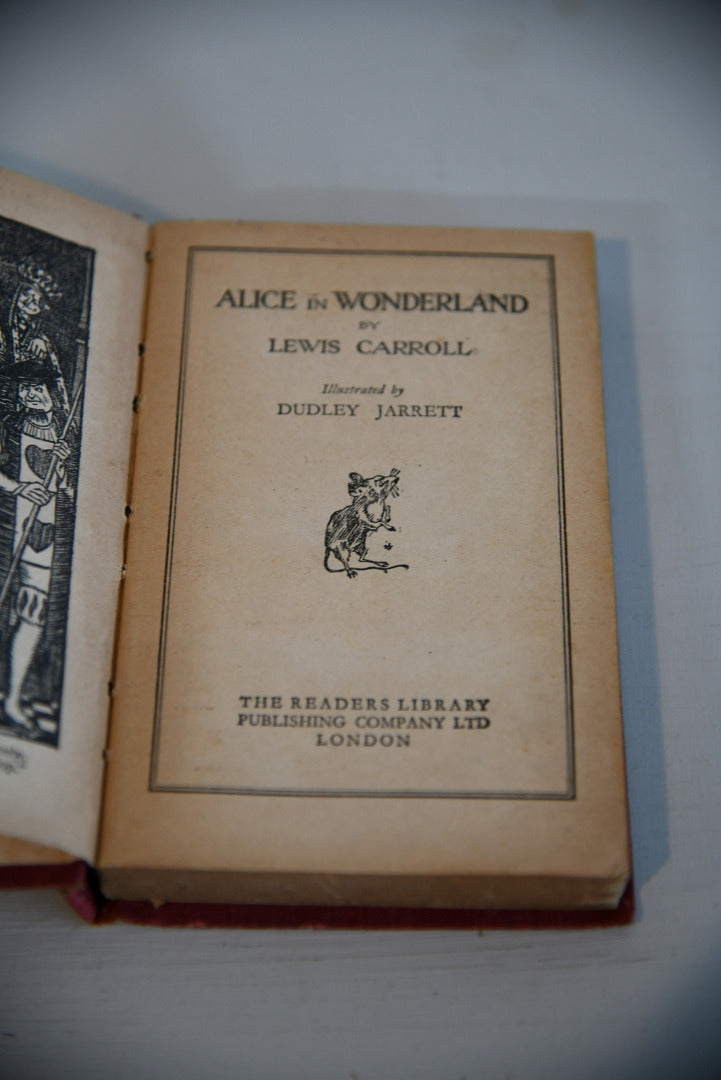 ALICE IN WONDERLAND
BY
LEWIS CARROLL
Illustrated by
DUDLEY JARRETT
THE READERS LIBRARY
PUBLISHING COMPANY LTD
LONDON